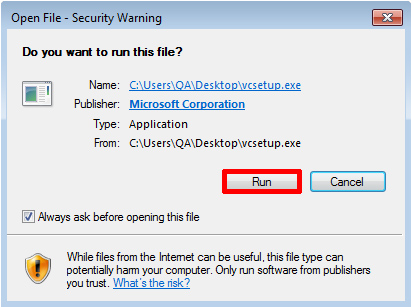 Open File - Security Warning
Do you want to run this file?
Name: C:\Users\QA\Desktop\vcsetup.exe
Publisher: Microsoft Corporation
Type: Application
From: C:\Users\QA\Desktop\vcsetup.exe
Run Cancel
Always ask before opening this file
While files from the Internet can be useful, this file type can
potentially harm your computer. Only run software from publishers
you trust. What's the risk?